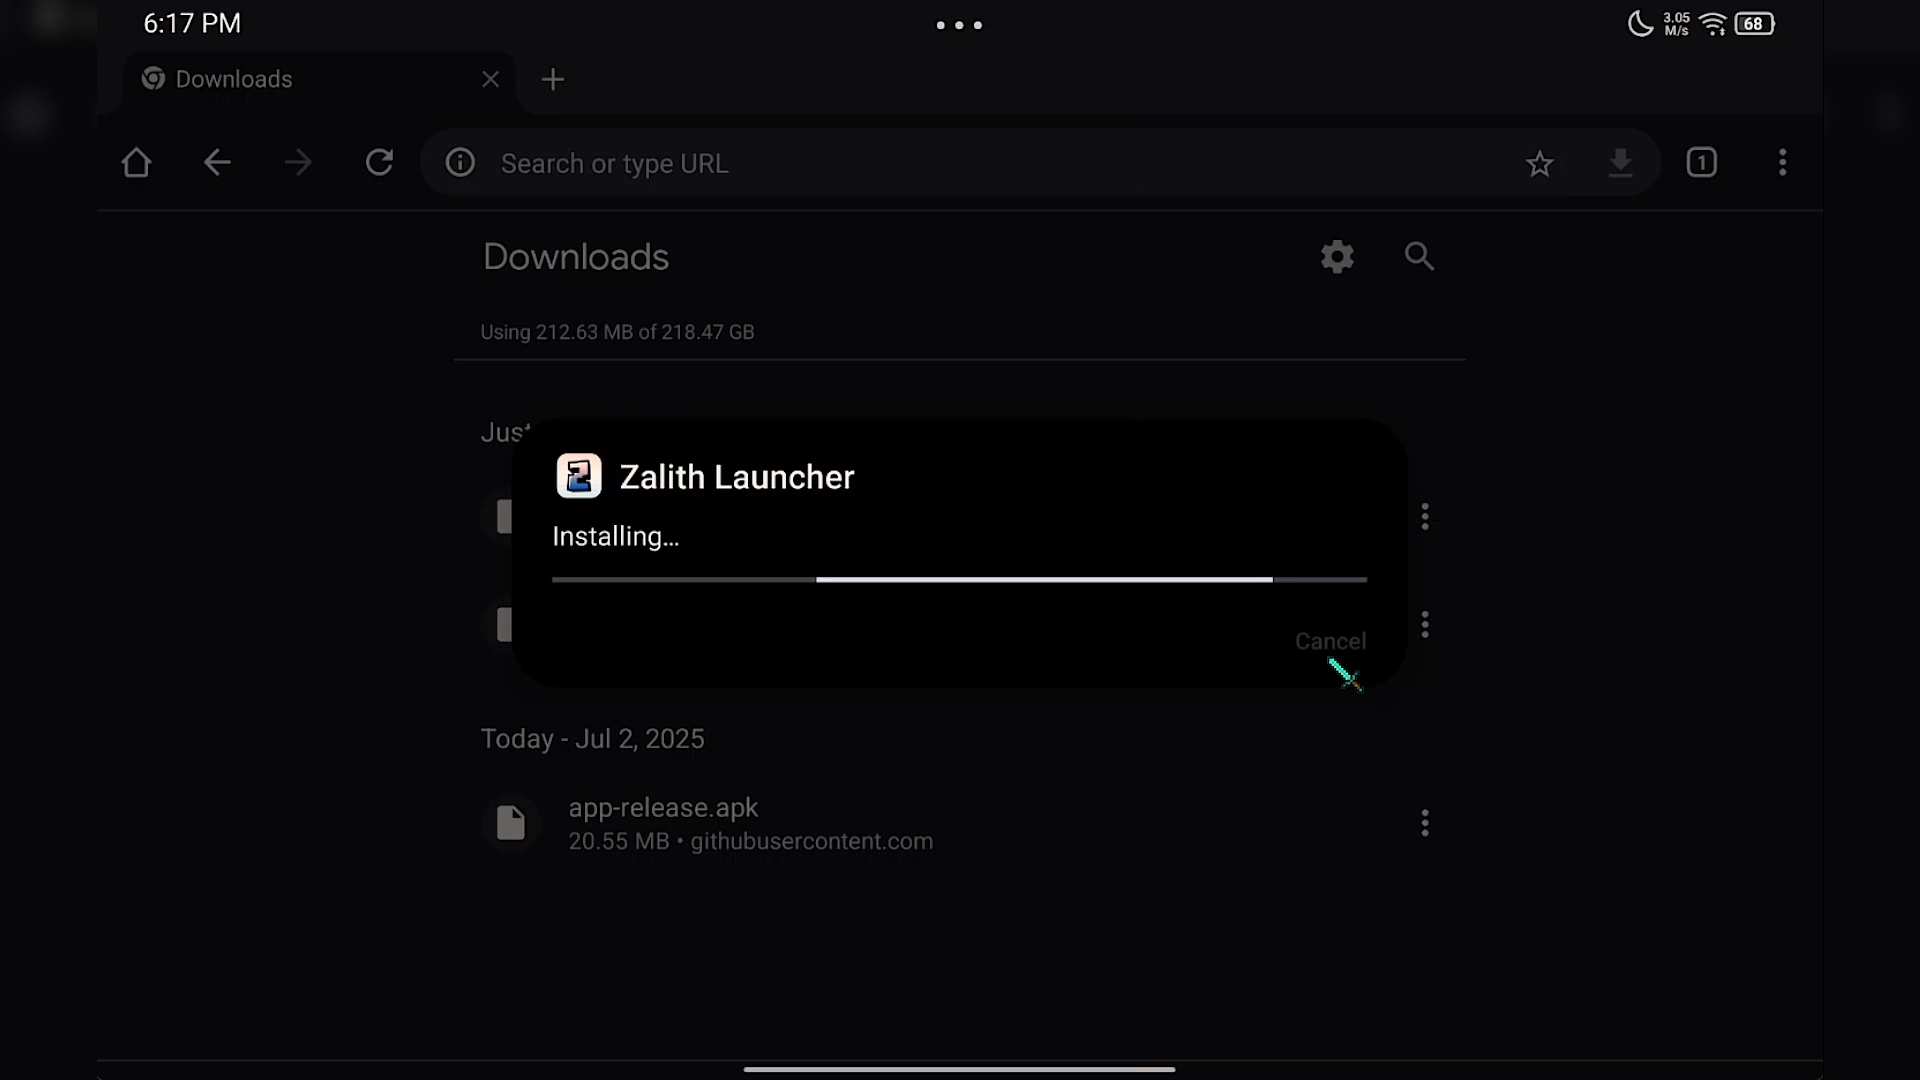 6:17 PM
3.05
M/s
68
Downloads
Search or type URL
1
Downloads
Using 212.63 MB of 218.47 GB
Just
Zalith Launcher
Installing...
Cancel
Today - Jul 2, 2025
app-release.apk
20.55 MB • githubusercontent.com